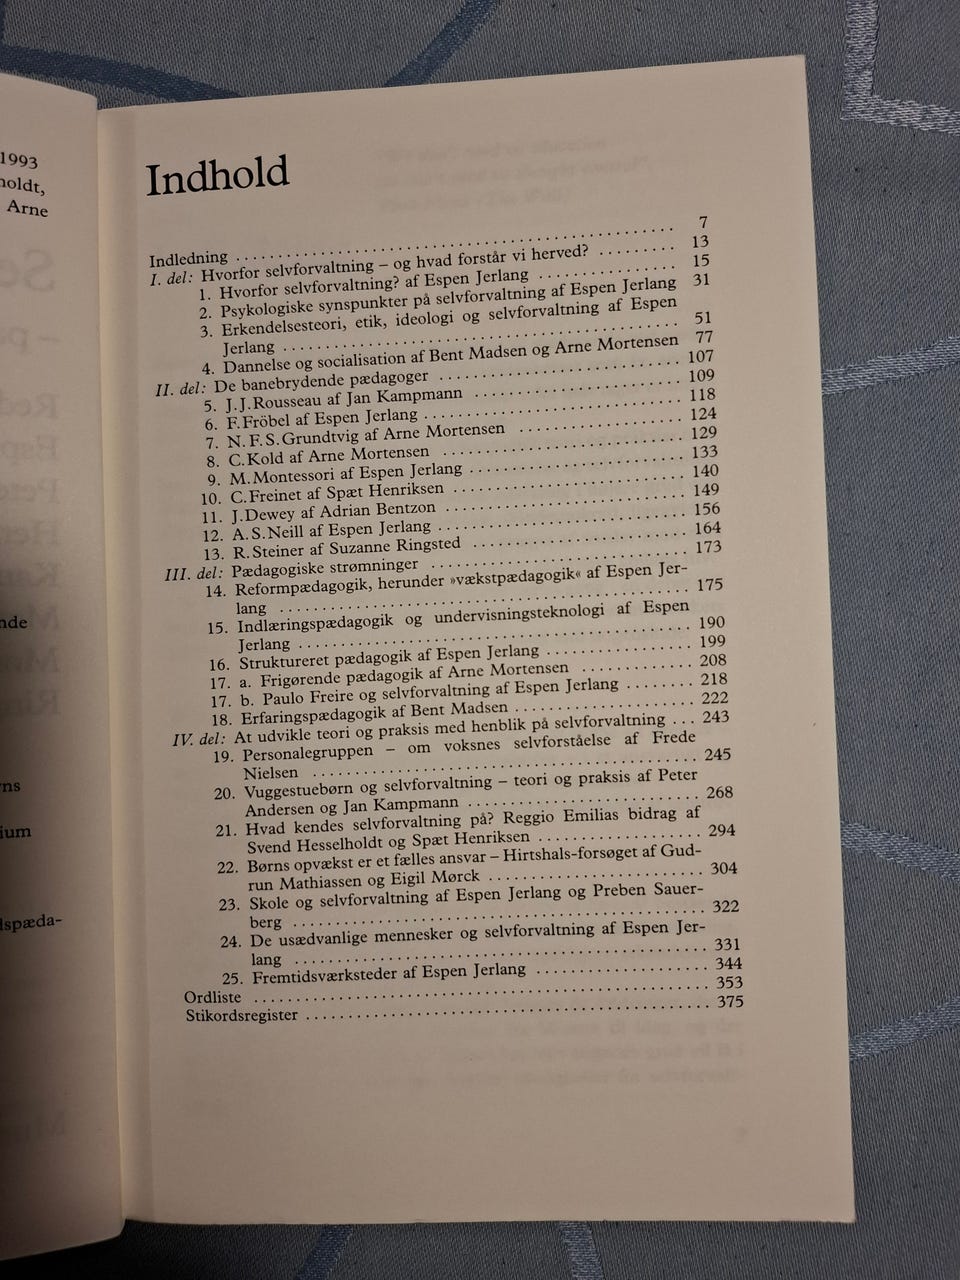 1993
holdt,
Arne
nde
rns
ium
dspæda-
Indhold
Indledning . . . . . . . . . . . . . . . . . . . . 7
I. del: Hvorfor selvforvaltning – og hvad forstår vi herved? . . . . . . . . 13
1. Hvorfor selvforvaltning? af Espen Jerlang . . . . . . . . . . . . 15
2. Psykologiske synspunkter på selvforvaltning af Espen Jerlang 31
3. Erkendelsesteori, etik, ideologi og selvforvaltning af Espen
Jerlang . . . . . . . . . . . . . . . . . . . . 51
4. Dannelse og socialisation af Bent Madsen og Arne Mortensen 77
II. del: De banebrydende pædagoger . . . . . . . . . . . . . . . . 107
5. J.J.Rousseau af Jan Kampmann . . . . . . . . . . . . . . . . 109
6. F.Fröbel af Espen Jerlang . . . . . . . . . . . . . . . . 118
7. N.F.S.Grundtvig af Arne Mortensen . . . . . . . . . . . . 124
8. C.Kold af Arne Mortensen . . . . . . . . . . . . . . . . 129
9. M.Montessori af Espen Jerlang . . . . . . . . . . . . . . 133
10. C.Freinet af Spæt Henriksen . . . . . . . . . . . . . . 140
11. J.Dewey af Adrian Bentzon . . . . . . . . . . . . . . 149
12. A.S.Neill af Espen Jerlang . . . . . . . . . . . . . . 156
13. R.Steiner af Suzanne Ringsted . . . . . . . . . . . . 164
III. del: Pædagogiske strømninger . . . . . . . . . . . . . . 173
14. Reformpædagogik, herunder »vækstpædagogik« af Espen Jer-
lang . . . . . . . . . . . . . . . . . . . . 175
15. Indlæringspædagogik og undervisningsteknologi af Espen
Jerlang . . . . . . . . . . . . . . . . . . . . 190
16. Struktureret pædagogik af Espen Jerlang . . . . . . . . . . 199
17. a. Frigørende pædagogik af Arne Mortensen . . . . . . . . 208
17. b. Paulo Freire og selvforvaltning af Espen Jerlang . . . . . . . . 218
18. Erfaringspædagogik af Bent Madsen . . . . . . . . . . . . 222
IV. del: At udvikle teori og praksis med henblik på selvforvaltning . . . 243
19. Personalegruppen – om voksnes selvforståelse af Frede
Nielsen . . . . . . . . . . . . . . . . . . . . 245
20. Vuggestuebørn og selvforvaltning – teori og praksis af Peter
Andersen og Jan Kampmann . . . . . . . . . . . . . . 268
21. Hvad kendes selvforvaltning på? Reggio Emilias bidrag af
Svend Hesselholdt og Spæt Henriksen . . . . . . . . . . 294
22. Børns opvækst er et fælles ansvar – Hirtshals-forsøget af Gud-
run Mathiassen og Eigil Mørck . . . . . . . . . . . . 304
23. Skole og selvforvaltning af Espen Jerlang og Preben Sauer-
berg . . . . . . . . . . . . . . . . . . . . 322
24. De usædvanlige mennesker og selvforvaltning af Espen Jer-
lang . . . . . . . . . . . . . . . . . . . . 331
25. Fremtidsværksteder af Espen Jerlang . . . . . . . . . . 344
Ordliste . . . . . . . . . . . . . . . . . . . . 353
Stikordsregister . . . . . . . . . . . . . . . . . . . . 375